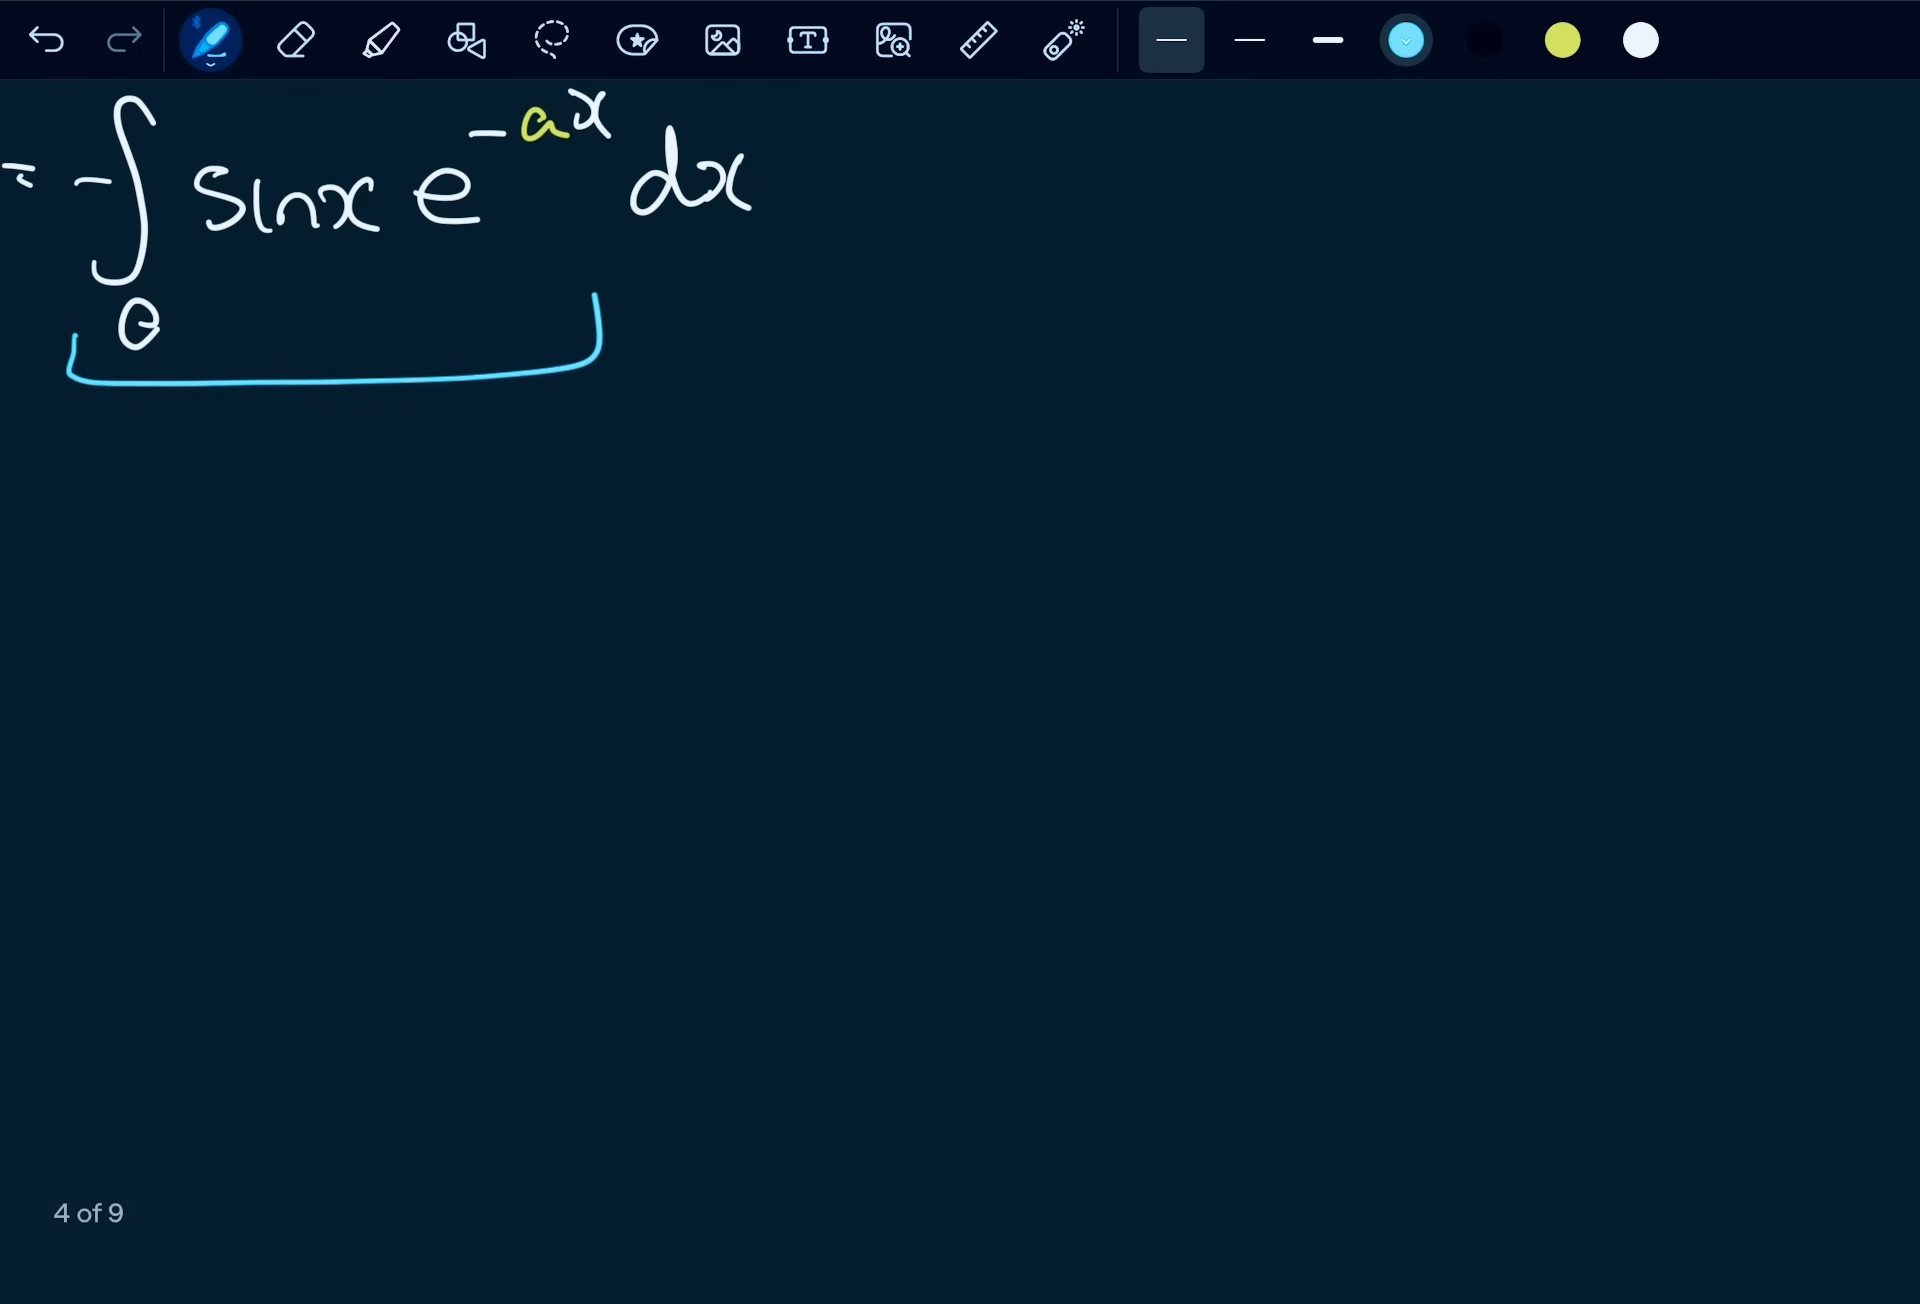 = -∫₀ sinx e^{-ax} dx
4 of 9